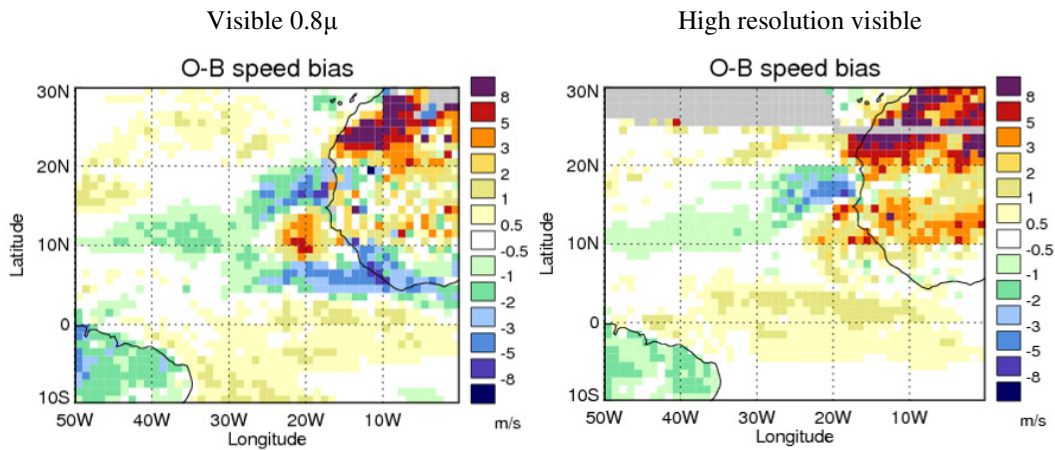 Visible 0.8µ
High resolution visible
O-B speed bias
30N
20N
10N
0
10S
Latitude
50W 40W 30W 20W 10W
Longitude
8
5
3
2
1
0.5
-0.5
-1
-2
-3
-5
-8
m/s
O-B speed bias
30N
20N
10N
0
10S
Latitude
50W 40W 30W 20W 10W
Longitude
8
5
3
2
1
0.5
-0.5
-1
-2
-3
-5
-8
m/s